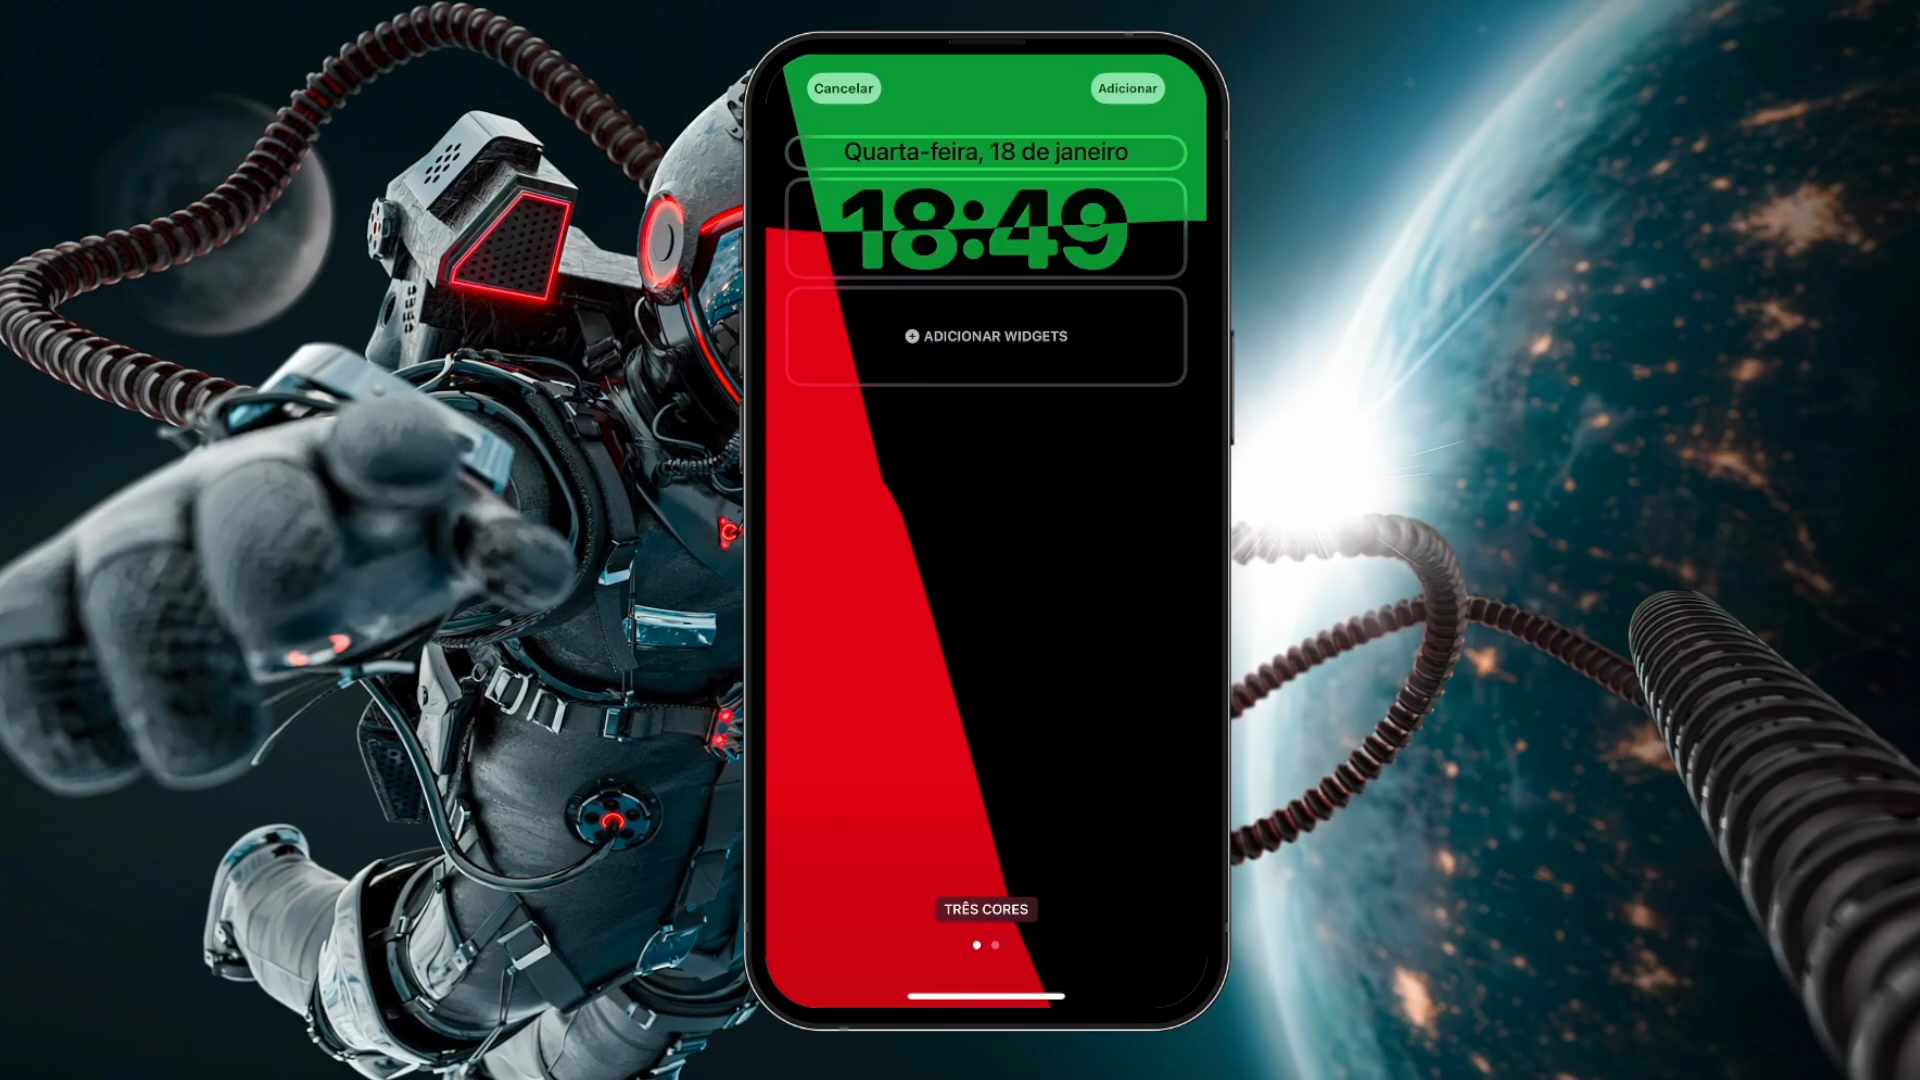 Cancelar
Adicionar
Quarta-feira, 18 de janeiro
18:49
ADICIONAR WIDGETS
TRÊS CORES